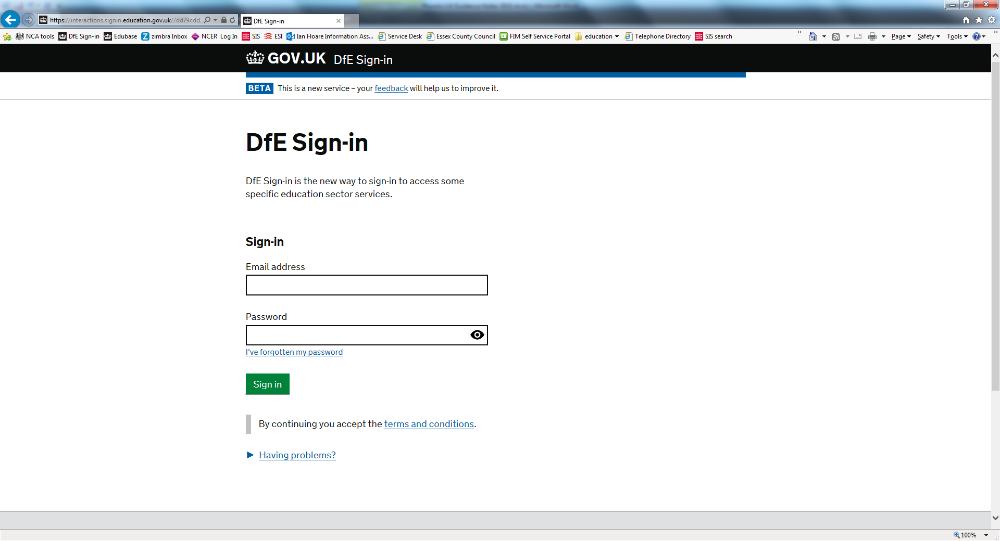 https://interactions.signin.education.gov.uk//dd79cdd
DfE Sign-in
NCA tools
DfE Sign-in
Edubase
zimbra Inbox
NCER Log In
SIS
ESI
Ian Hoare Information Ass...
Service Desk
Essex County Council
FIM Self Service Portal
education
Telephone Directory
SIS search
Page
Safety
Tools
GOV.UK DfE Sign-in
BETA This is a new service – your feedback will help us to improve it.
DfE Sign-in
DfE Sign-in is the new way to sign-in to access some
specific education sector services.
Sign-in
Email address
Password
I've forgotten my password
Sign in
By continuing you accept the terms and conditions.
Having problems?
100%